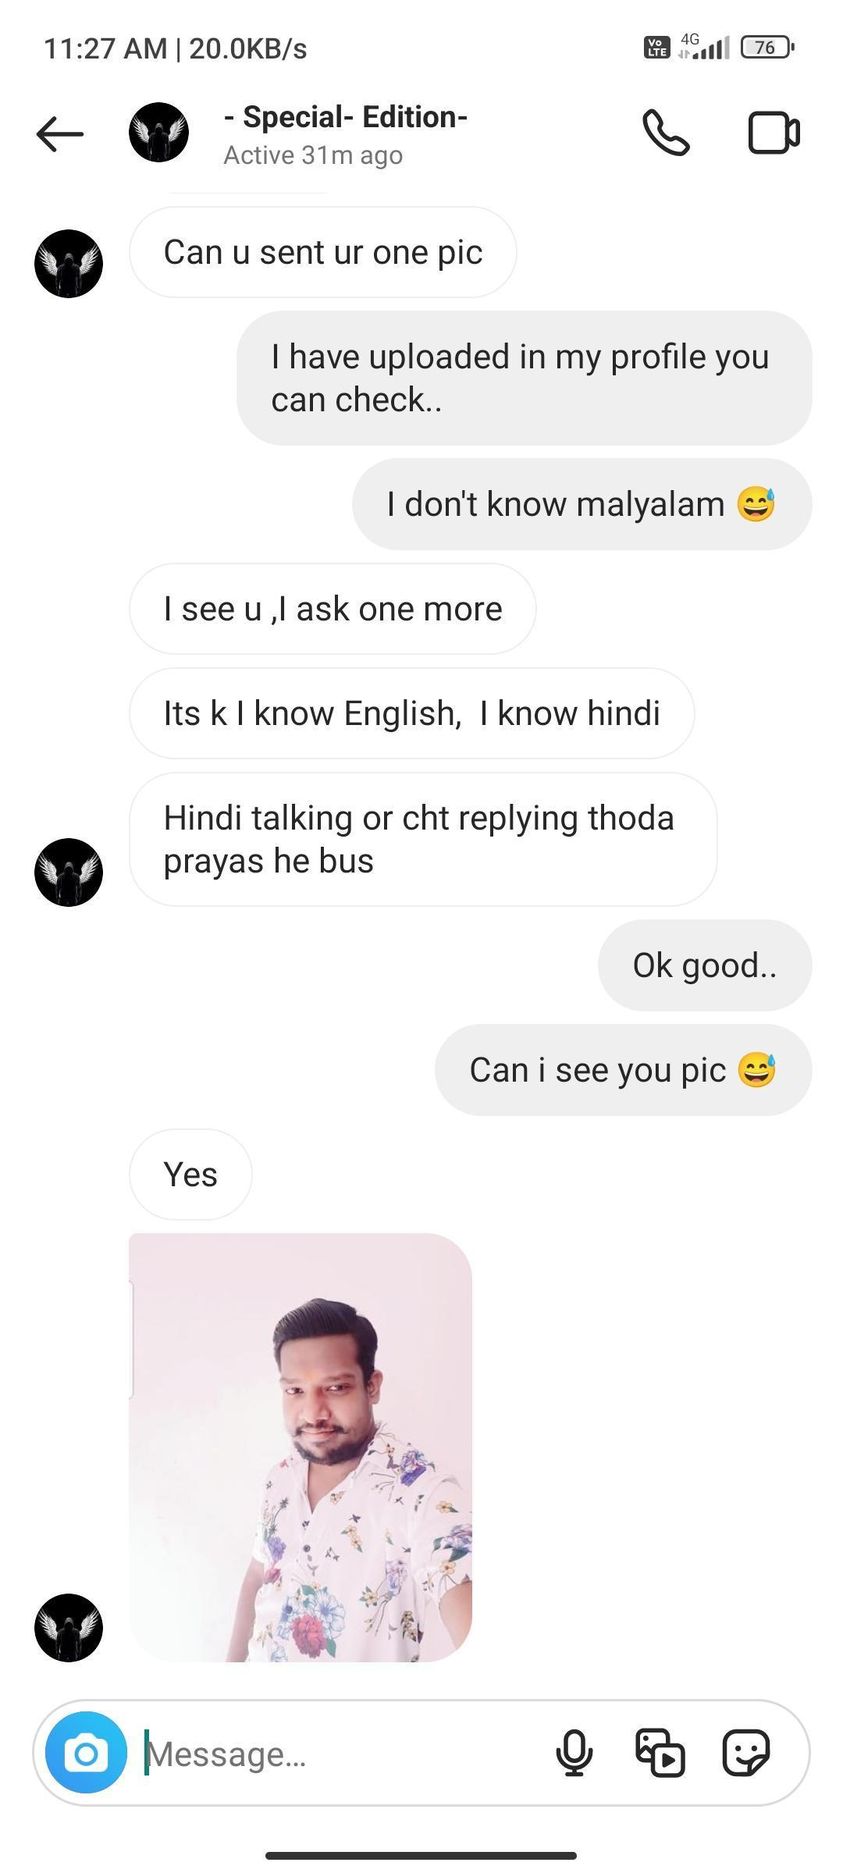 11:27 AM | 20.0KB/s
Vo
LTE
4G
76
- Special- Edition-
Active 31m ago
Can u sent ur one pic
I have uploaded in my profile you
can check..
I don't know malyalam 😅
I see u ,I ask one more
Its k I know English,  I know hindi
Hindi talking or cht replying thoda
prayas he bus
Ok good..
Can i see you pic 😅
Yes
Message...